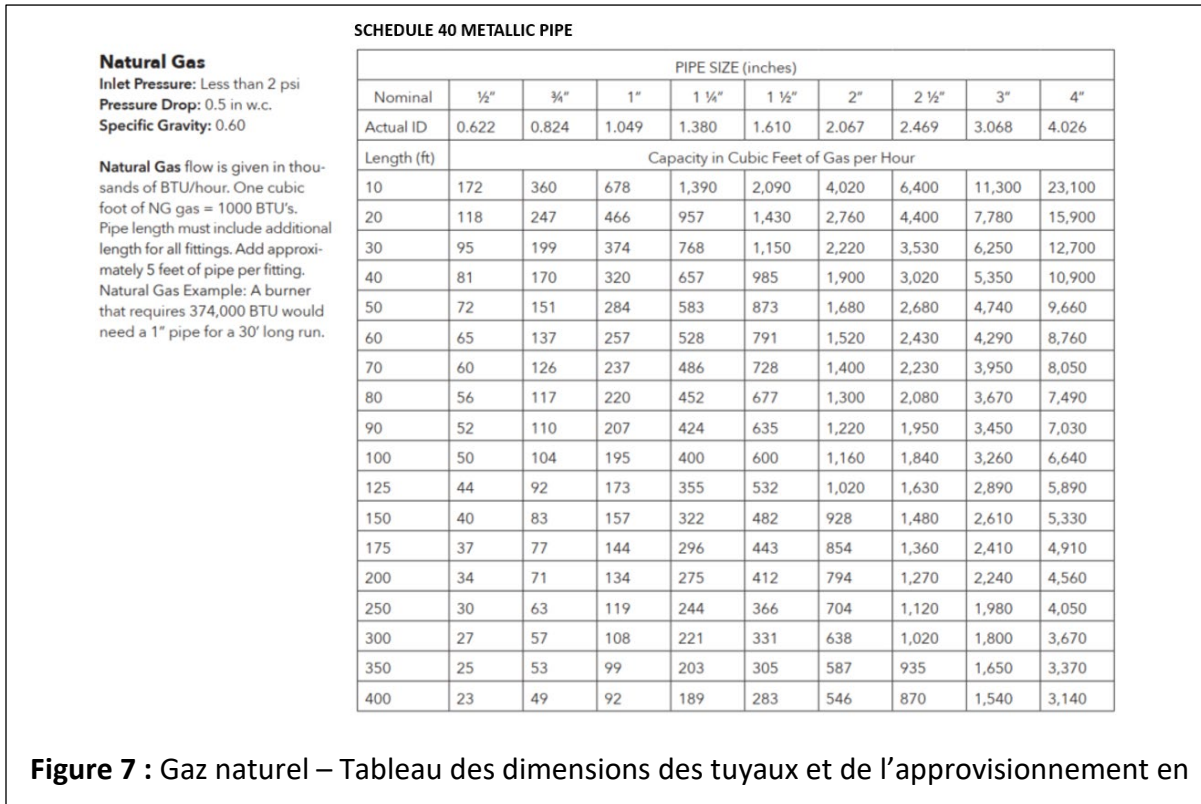 SCHEDULE 40 METALLIC PIPE
Natural Gas
Inlet Pressure: Less than 2 psi
Pressure Drop: 0.5 in w.c.
Specific Gravity: 0.60
Natural Gas flow is given in thou-
sands of BTU/hour. One cubic
foot of NG gas = 1000 BTU's.
Pipe length must include additional
length for all fittings. Add approxi-
mately 5 feet of pipe per fitting.
Natural Gas Example: A burner
that requires 374,000 BTU would
need a 1" pipe for a 30' long run.
PIPE SIZE (inches)
Nominal ½" ¾" 1" 1 ¼" 1 ½" 2" 2 ½" 3" 4"
Actual ID 0.622 0.824 1.049 1.380 1.610 2.067 2.469 3.068 4.026
Length (ft) Capacity in Cubic Feet of Gas per Hour
10 172 360 678 1,390 2,090 4,020 6,400 11,300 23,100
20 118 247 466 957 1,430 2,760 4,400 7,780 15,900
30 95 199 374 768 1,150 2,220 3,530 6,250 12,700
40 81 170 320 657 985 1,900 3,020 5,350 10,900
50 72 151 284 583 873 1,680 2,680 4,740 9,660
60 65 137 257 528 791 1,520 2,430 4,290 8,760
70 60 126 237 486 728 1,400 2,230 3,950 8,050
80 56 117 220 452 677 1,300 2,080 3,670 7,490
90 52 110 207 424 635 1,220 1,950 3,450 7,030
100 50 104 195 400 600 1,160 1,840 3,260 6,640
125 44 92 173 355 532 1,020 1,630 2,890 5,890
150 40 83 157 322 482 928 1,480 2,610 5,330
175 37 77 144 296 443 854 1,360 2,410 4,910
200 34 71 134 275 412 794 1,270 2,240 4,560
250 30 63 119 244 366 704 1,120 1,980 4,050
300 27 57 108 221 331 638 1,020 1,800 3,670
350 25 53 99 203 305 587 935 1,650 3,370
400 23 49 92 189 283 546 870 1,540 3,140
Figure 7 : Gaz naturel – Tableau des dimensions des tuyaux et de l'approvisionnement en